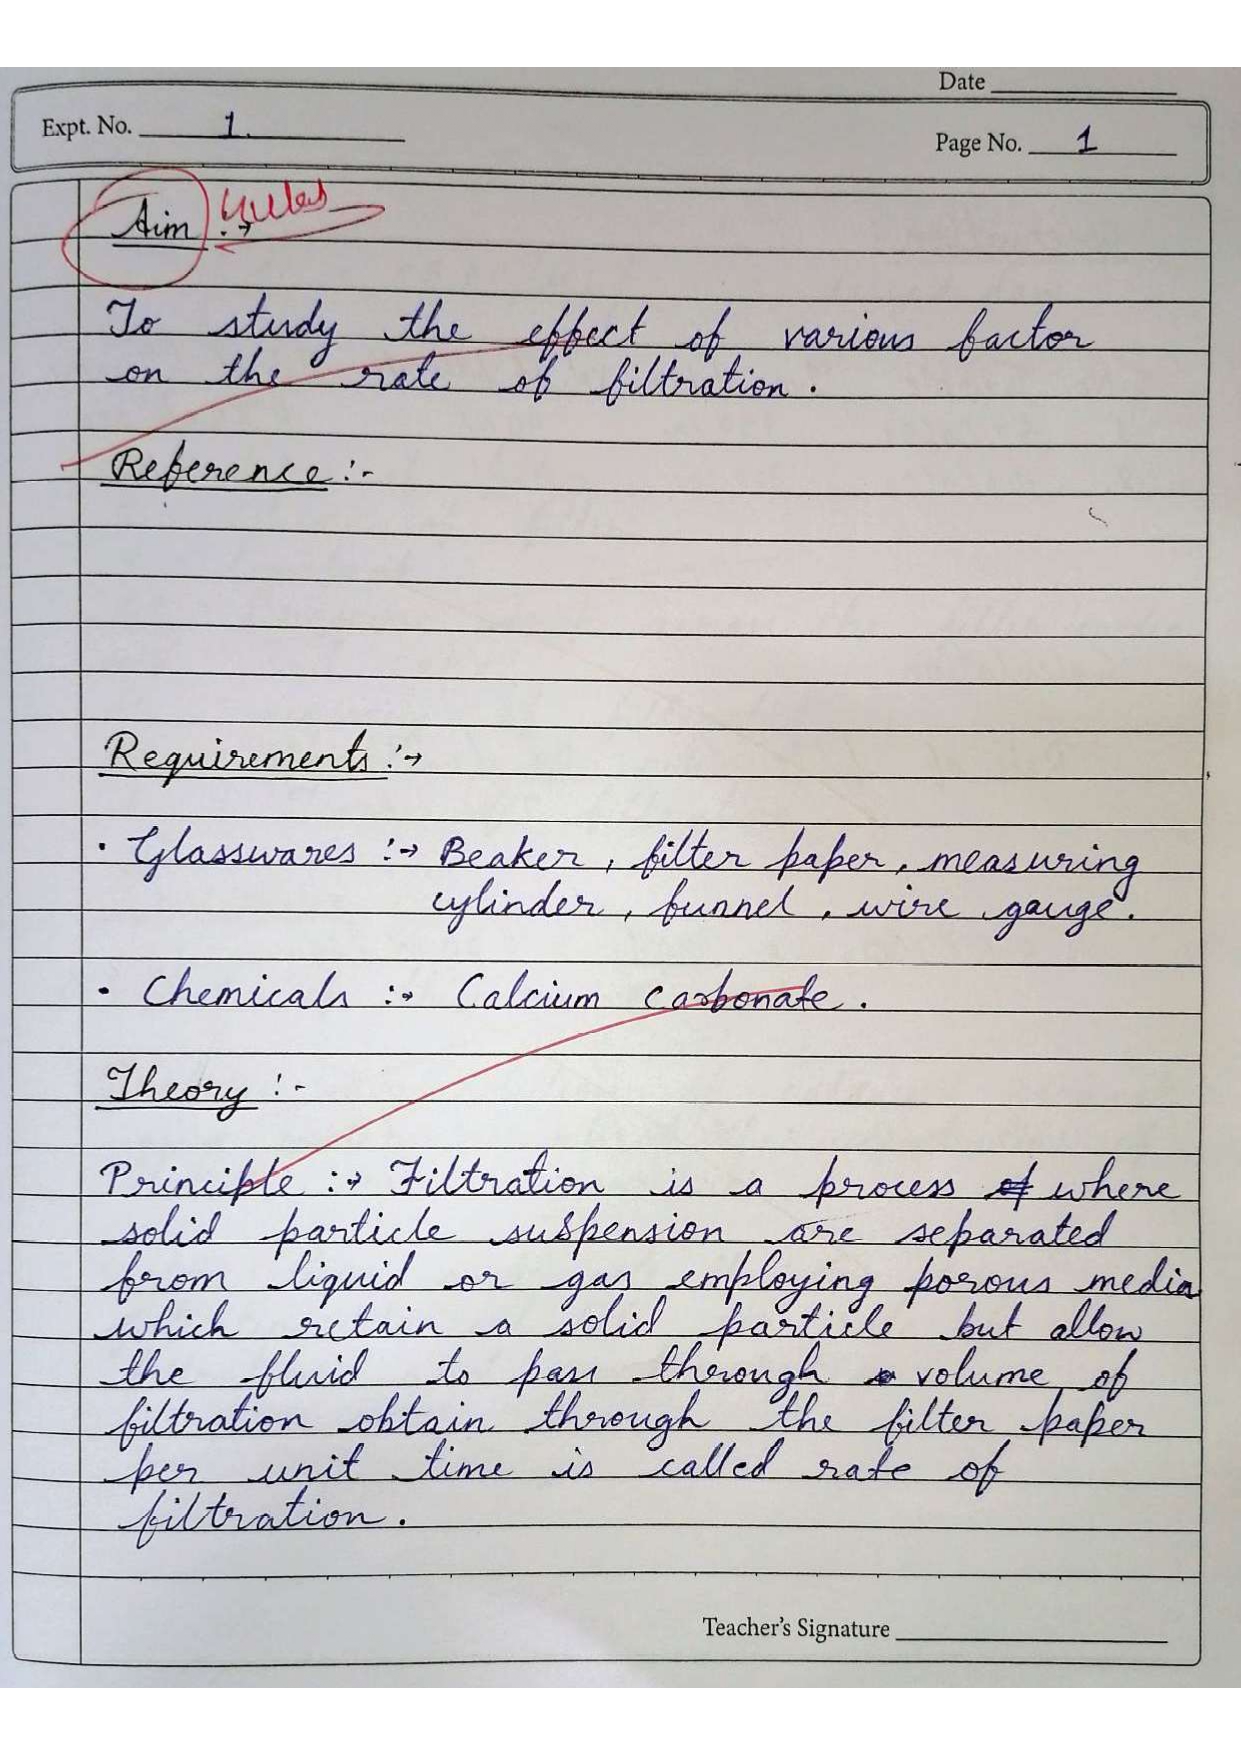 Date
Expt. No. 1.
Page No. 1
Aim :→
To study the effect of various factor
on the rate of filtration.
Reference :-
Requirements :→
• Glasswares :→ Beaker, filter paper, measuring
cylinder, funnel, wire gauge.
• Chemicals :→ Calcium Carbonate.
Theory :-
Principle :→ Filtration is a process of where
solid particle suspension are separated
from liquid or gas employing porous media
which retain a solid particle but allow
the fluid to pass through volume of
filtration obtain through the filter paper
per unit time is called rate of
filtration.
Teacher's Signature